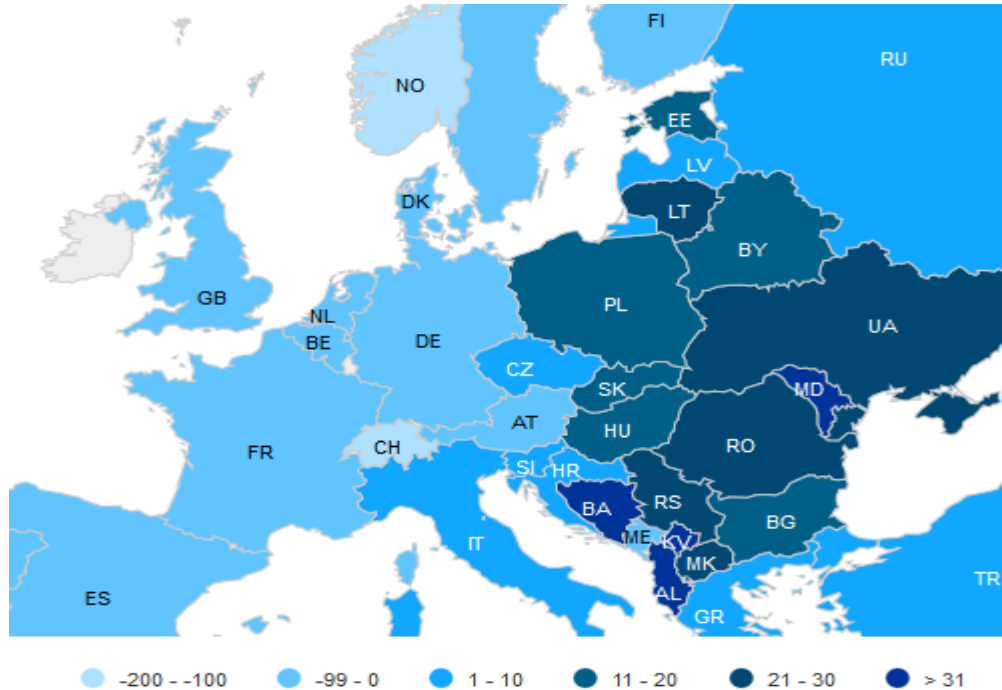 FI
RU
NO
EE
LV
DK
LT
BY
GB
PL
NL
UA
BE
DE
CZ
SK
MD
AT
HU
CH
RO
FR
SI
HR
RS
BA
BG
ME
KV
IT
MK
TR
AL
ES
GR
-200 - -100
-99 - 0
1 - 10
11 - 20
21 - 30
> 31